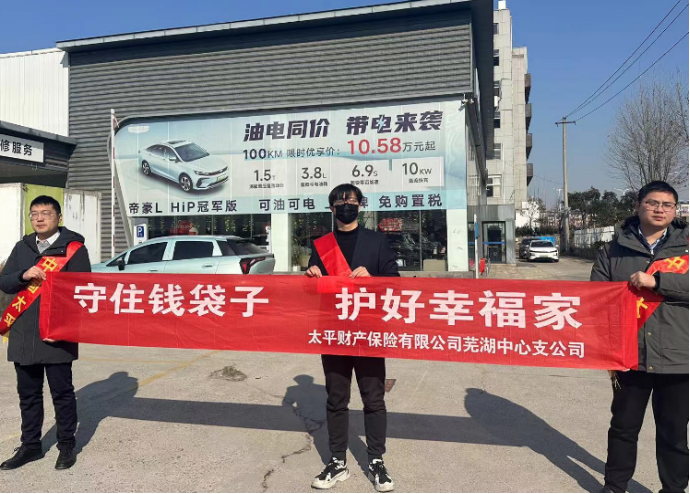 油电同价 带电来袭
100KM 限时优享价：10.58万元起
1.5T 3.8L 6.9S 10KW
帝豪L HiP冠军版 可油可电 牌 免购置税
修服务
守住钱袋子 护好幸福家
太平财产保险有限公司芜湖中心支公司